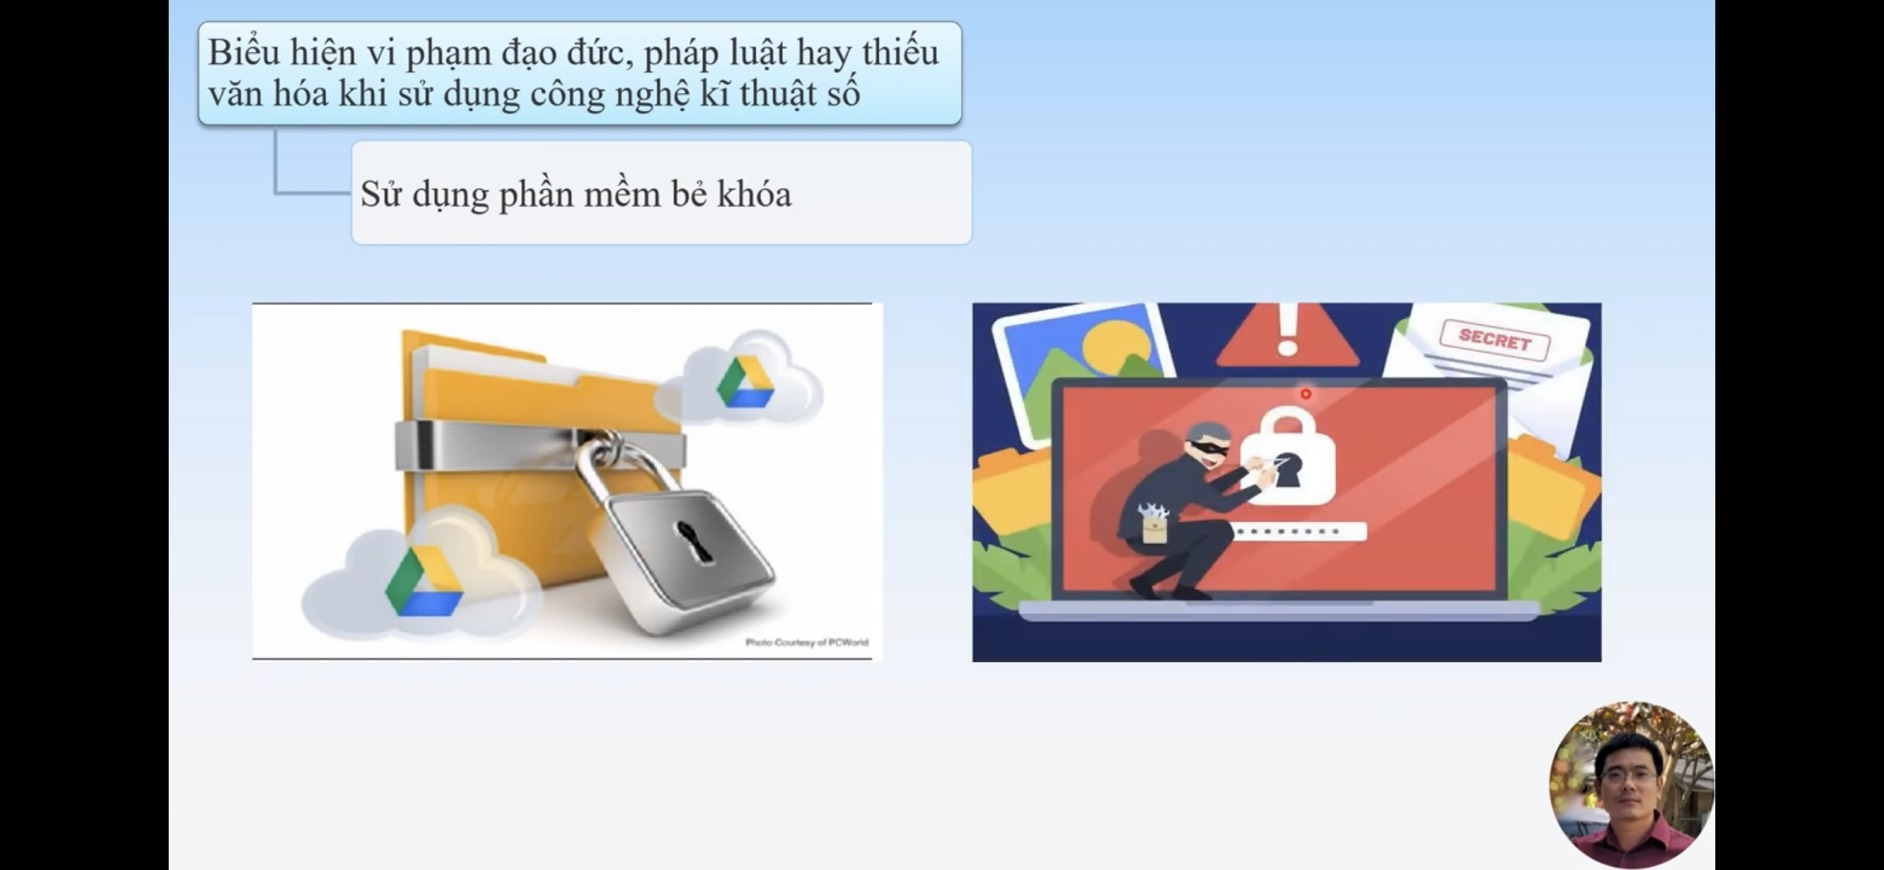 Biểu hiện vi phạm đạo đức, pháp luật hay thiếu
văn hóa khi sử dụng công nghệ kĩ thuật số
Sử dụng phần mềm bẻ khóa
SECRET
Photo Courtesy of PCWorld